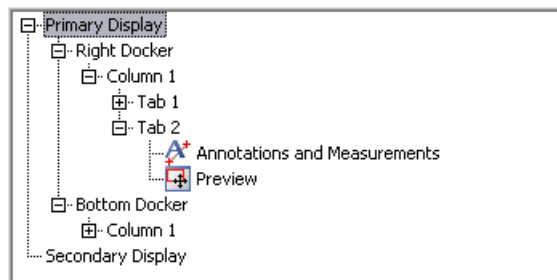 Primary Display
Right Docker
Column 1
Tab 1
Tab 2
Annotations and Measurements
Preview
Bottom Docker
Column 1
Secondary Display